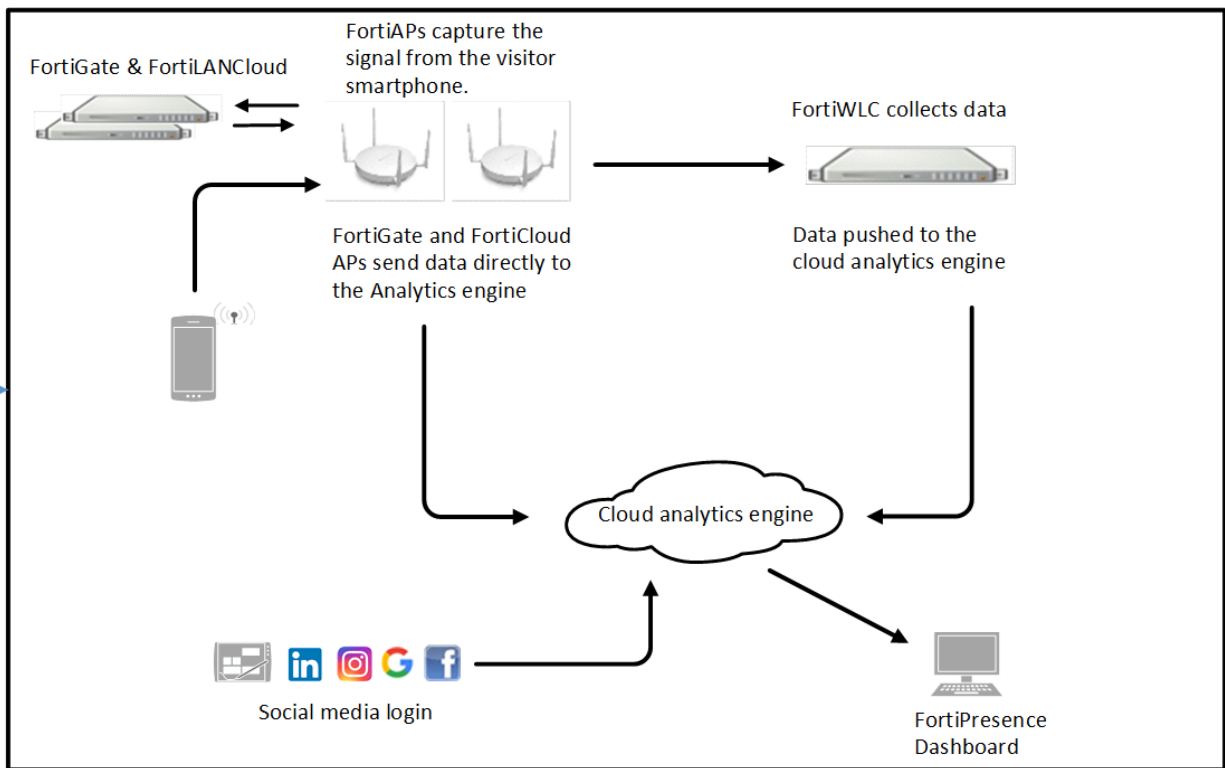 FortiGate & FortiLANCloud
FortiAPs capture the
signal from the visitor
smartphone.
FortiWLC collects data
FortiGate and FortiCloud
APs send data directly to
the Analytics engine
Data pushed to the
cloud analytics engine
Cloud analytics engine
in
G
f
Social media login
FortiPresence
Dashboard